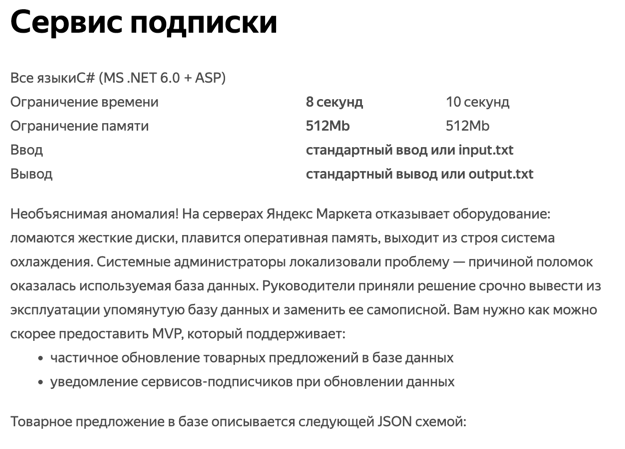 Сервис подписки
Все языкиC# (MS .NET 6.0 + ASP)
Ограничение времени 8 секунд 10 секунд
Ограничение памяти 512Mb 512Mb
Ввод стандартный ввод или input.txt
Вывод стандартный вывод или output.txt
Необъяснимая аномалия! На серверах Яндекс Маркета отказывает оборудование:
ломаются жесткие диски, плавится оперативная память, выходит из строя система
охлаждения. Системные администраторы локализовали проблему — причиной поломок
оказалась используемая база данных. Руководители приняли решение срочно вывести из
эксплуатации упомянутую базу данных и заменить ее самописной. Вам нужно как можно
скорее предоставить MVP, который поддерживает:
• частичное обновление товарных предложений в базе данных
• уведомление сервисов-подписчиков при обновлении данных
Товарное предложение в базе описывается следующей JSON схемой: